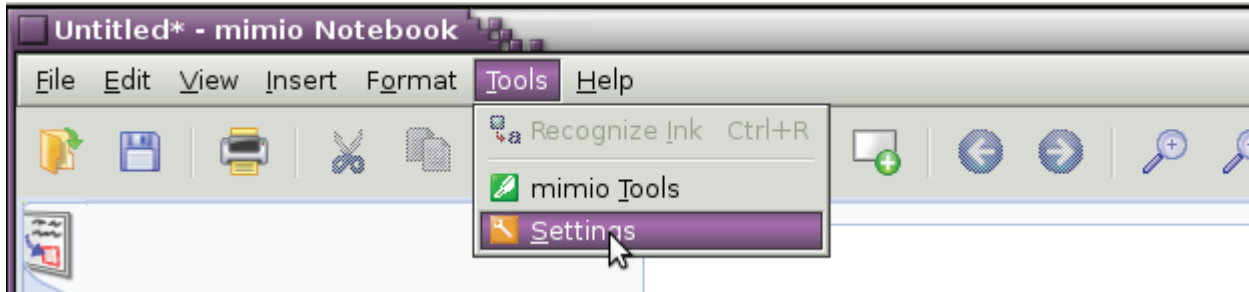 Untitled* - mimio Notebook
File Edit View Insert Format Tools Help
Recognize Ink Ctrl+R
mimio Tools
Settings